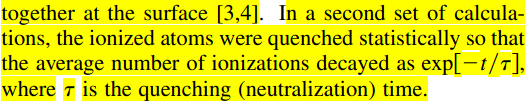 together at the surface [3,4]. In a second set of calcula-
tions, the ionized atoms were quenched statistically so that
the average number of ionizations decayed as exp[−t/τ],
where τ is the quenching (neutralization) time.